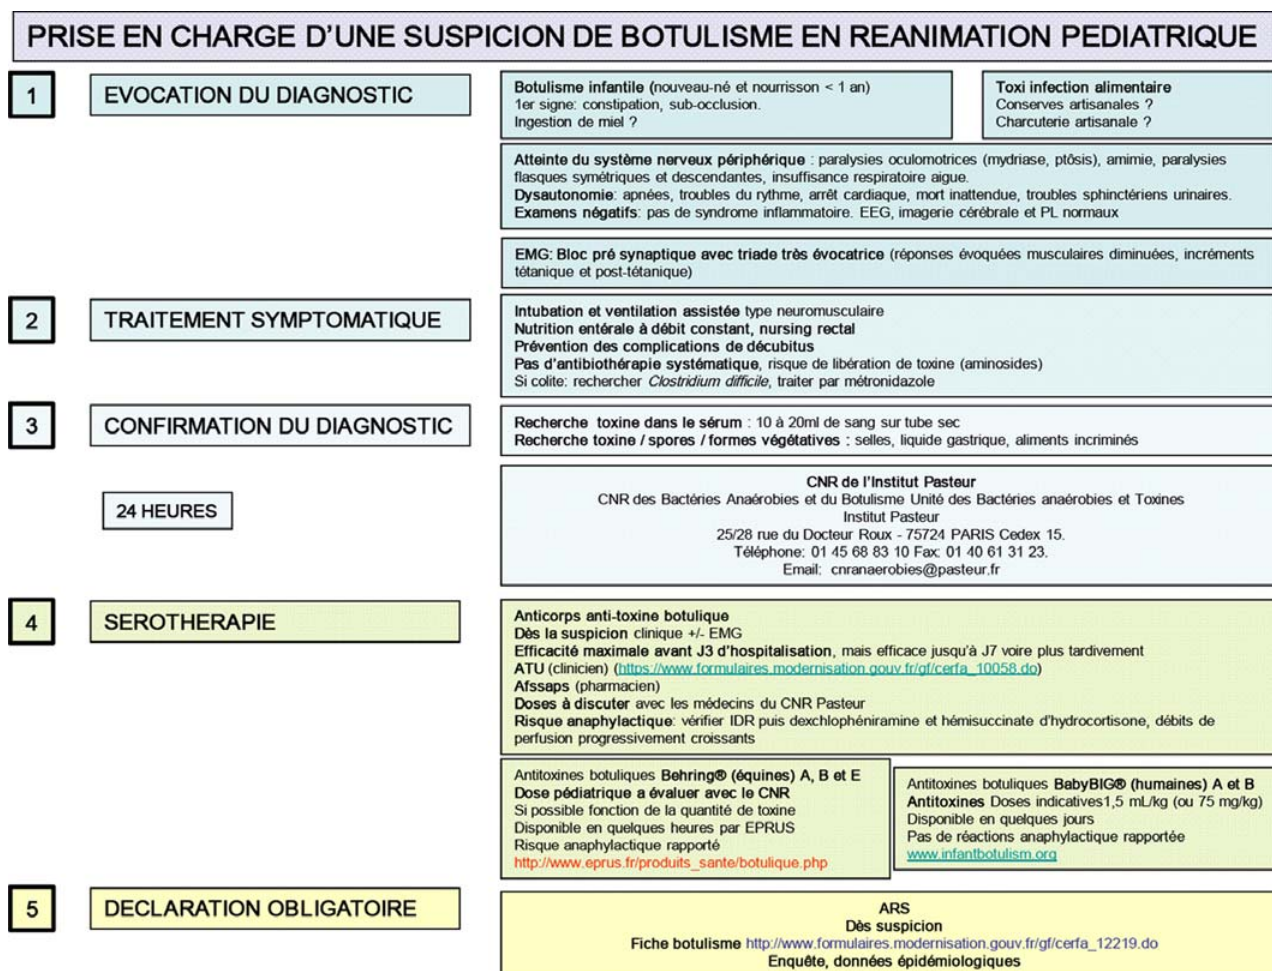 PRISE EN CHARGE D'UNE SUSPICION DE BOTULISME EN REANIMATION PEDIATRIQUE
1
EVOCATION DU DIAGNOSTIC
Botulisme infantile (nouveau-né et nourrisson < 1 an)
1er signe: constipation, sub-occlusion.
Ingestion de miel ?
Toxi infection alimentaire
Conserves artisanales ?
Charcuterie artisanale ?
Atteinte du système nerveux périphérique : paralysies oculomotrices (mydriase, ptôsis), amimie, paralysies
flasques symétriques et descendantes, insuffisance respiratoire aigue.
Dysautonomie: apnées, troubles du rythme, arrêt cardiaque, mort inattendue, troubles sphinctériens urinaires.
Examens négatifs: pas de syndrome inflammatoire. EEG, imagerie cérébrale et PL normaux
EMG: Bloc pré synaptique avec triade très évocatrice (réponses évoquées musculaires diminuées, incréments
tétanique et post-tétanique)
2
TRAITEMENT SYMPTOMATIQUE
Intubation et ventilation assistée type neuromusculaire
Nutrition entérale à débit constant, nursing rectal
Prévention des complications de décubitus
Pas d'antibiothérapie systématique, risque de libération de toxine (aminosides)
Si colite: rechercher Clostridium difficile, traiter par métronidazole
3
CONFIRMATION DU DIAGNOSTIC
Recherche toxine dans le sérum : 10 à 20ml de sang sur tube sec
Recherche toxine / spores / formes végétatives : selles, liquide gastrique, aliments incriminés
24 HEURES
CNR de l'Institut Pasteur
CNR des Bactéries Anaérobies et du Botulisme Unité des Bactéries anaérobies et Toxines
Institut Pasteur
25/28 rue du Docteur Roux - 75724 PARIS Cedex 15.
Téléphone: 01 45 68 83 10 Fax: 01 40 61 31 23.
Email: cnranaerobies@pasteur.fr
4
SEROTHERAPIE
Anticorps anti-toxine botulique
Dès la suspicion clinique +/- EMG
Efficacité maximale avant J3 d'hospitalisation, mais efficace jusqu'à J7 voire plus tardivement
ATU (clinicien) (https://www.formulaires.modernisation.gouv.fr/gf/cerfa_10058.do)
Afssaps (pharmacien)
Doses à discuter avec les médecins du CNR Pasteur
Risque anaphylactique: vérifier IDR puis dexchlophéniramine et hémisuccinate d'hydrocortisone, débits de
perfusion progressivement croissants
Antitoxines botuliques Behring® (équines) A, B et E
Dose pédiatrique a évaluer avec le CNR
Si possible fonction de la quantité de toxine
Disponible en quelques heures par EPRUS
Risque anaphylactique rapporté
http://www.eprus.fr/produits_sante/botulique.php
Antitoxines botuliques BabyBIG® (humaines) A et B
Antitoxines Doses indicatives1,5 mL/kg (ou 75 mg/kg)
Disponible en quelques jours
Pas de réactions anaphylactique rapportée
www.infantbotulism.org
5
DECLARATION OBLIGATOIRE
ARS
Dès suspicion
Fiche botulisme http://www.formulaires.modernisation.gouv.fr/gf/cerfa_12219.do
Enquête, données épidémiologiques